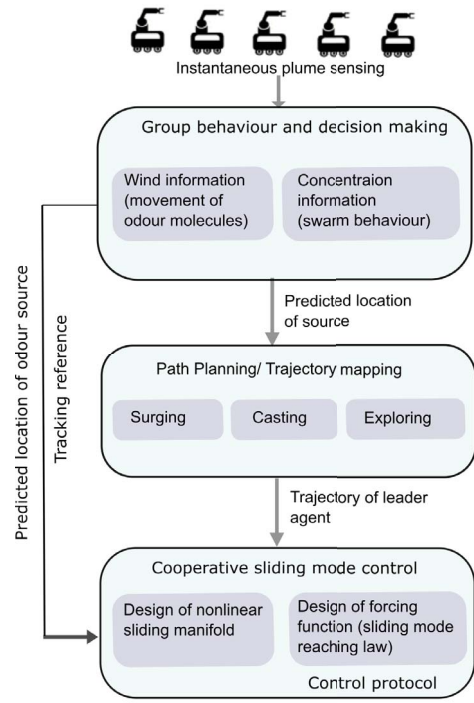 Instantaneous plume sensing
Group behaviour and decision making
Wind information
(movement of
odour molecules)
Concentraion
information
(swarm behaviour)
Predicted location of odour source
Tracking reference
Predicted location
of source
Path Planning/ Trajectory mapping
Surging
Casting
Exploring
Trajectory of leader
agent
Cooperative sliding mode control
Design of nonlinear
sliding manifold
Design of forcing
function (sliding mode
reaching law)
Control protocol